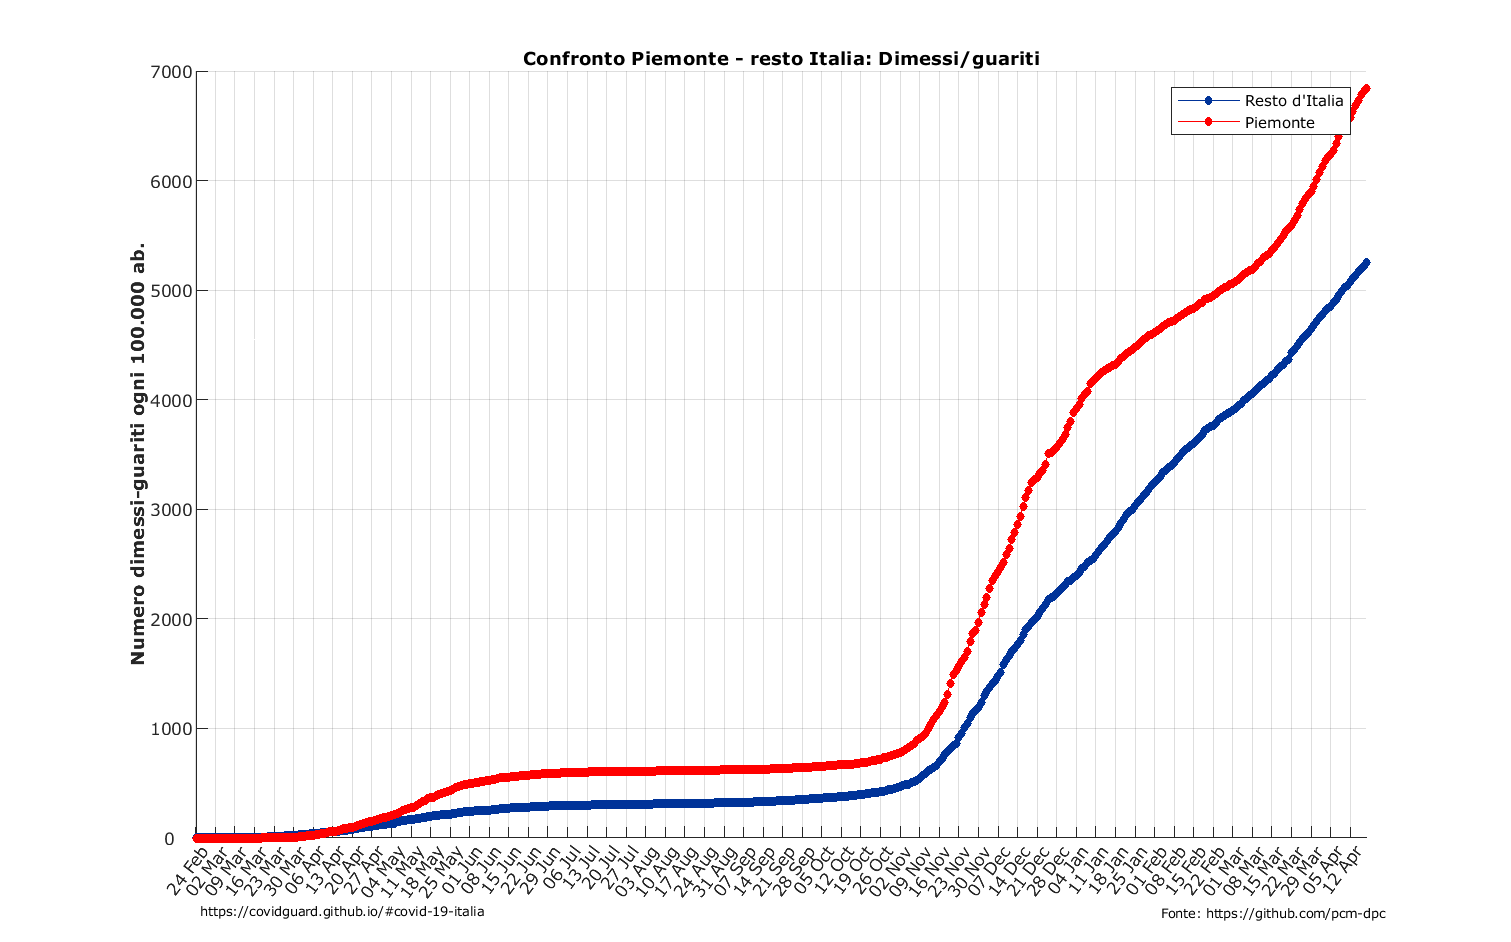 Confronto Piemonte - resto Italia: Dimessi/guariti
Resto d'Italia
Piemonte
Numero dimessi-guariti ogni 100.000 ab.
7000
6000
5000
4000
3000
2000
1000
0
24 Feb
02 Mar
09 Mar
16 Mar
23 Mar
30 Mar
06 Apr
13 Apr
20 Apr
27 Apr
04 May
11 May
18 May
25 May
01 Jun
08 Jun
15 Jun
22 Jun
29 Jun
06 Jul
13 Jul
20 Jul
27 Jul
03 Aug
10 Aug
17 Aug
24 Aug
31 Aug
07 Sep
14 Sep
21 Sep
28 Sep
05 Oct
12 Oct
19 Oct
26 Oct
02 Nov
09 Nov
16 Nov
23 Nov
30 Nov
07 Dec
14 Dec
21 Dec
28 Dec
04 Jan
11 Jan
18 Jan
25 Jan
01 Feb
08 Feb
15 Feb
22 Feb
01 Mar
08 Mar
15 Mar
22 Mar
29 Mar
05 Apr
12 Apr
https://covidguard.github.io/#covid-19-italia
Fonte: https://github.com/pcm-dpc